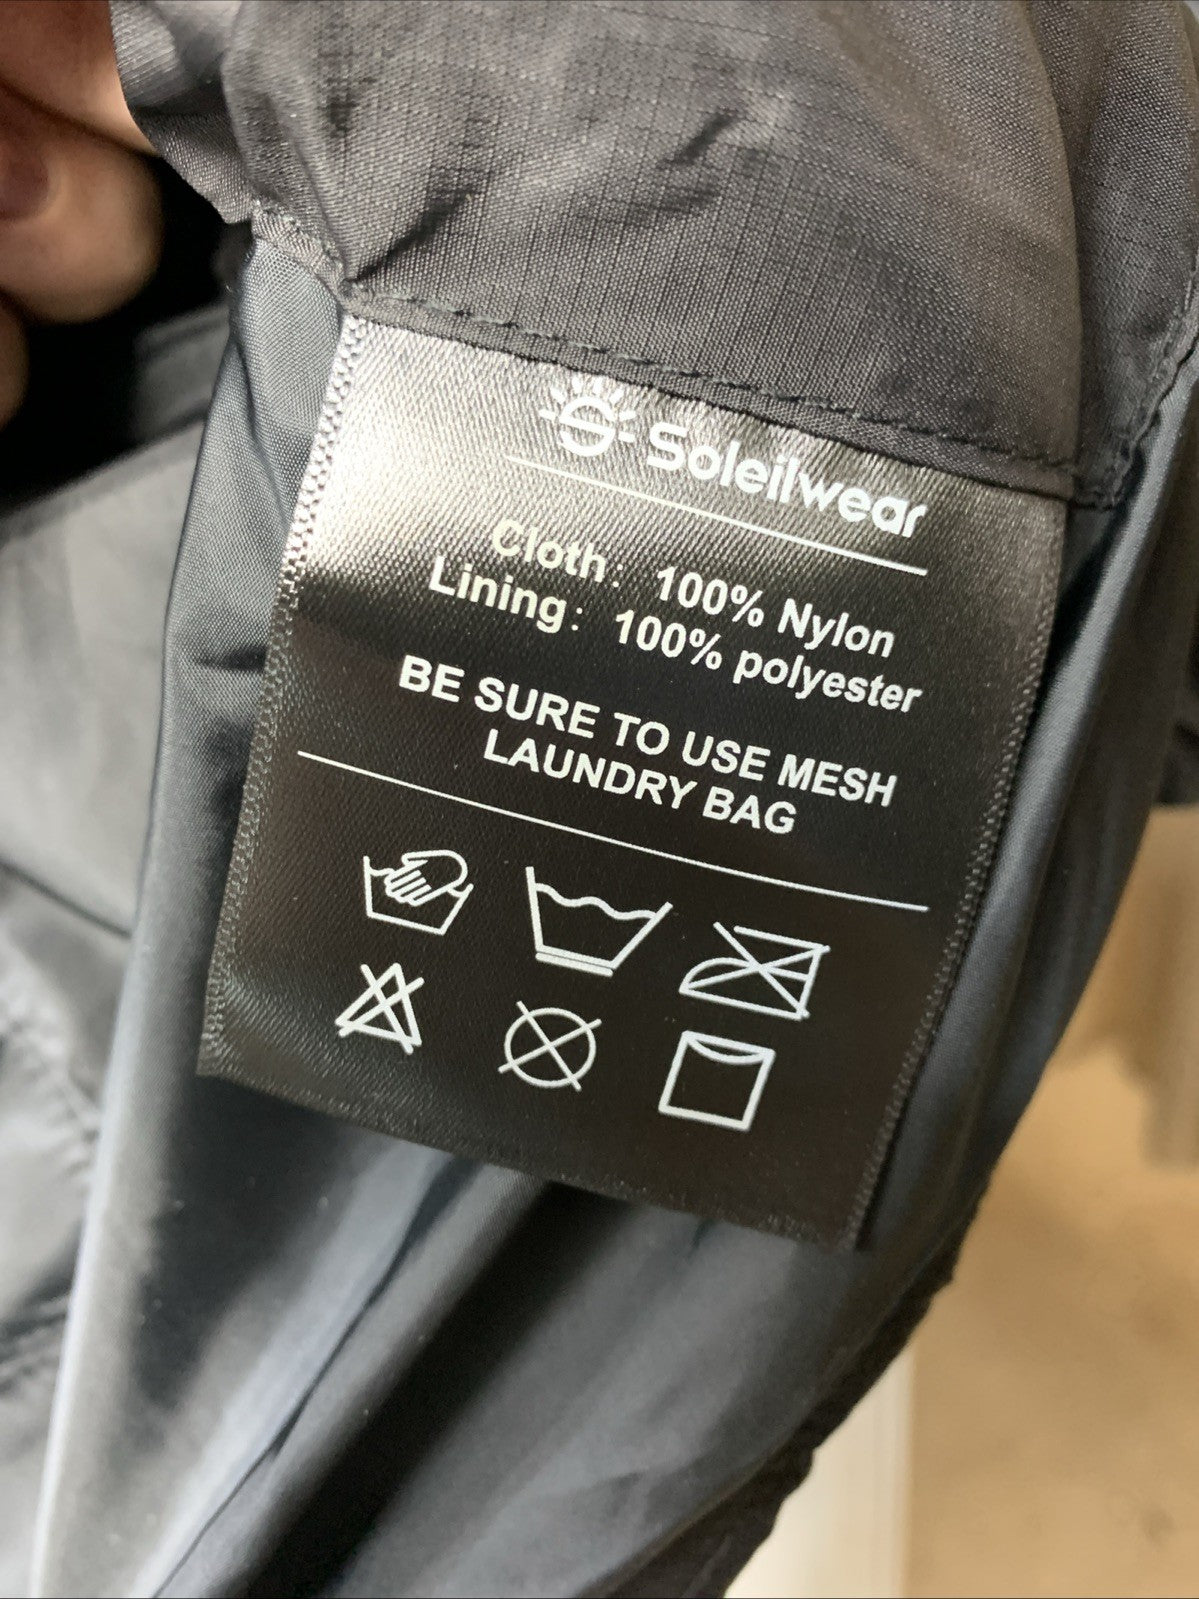 Soleilwear
Cloth: 100% Nylon
Lining: 100% polyester
BE SURE TO USE MESH
LAUNDRY BAG